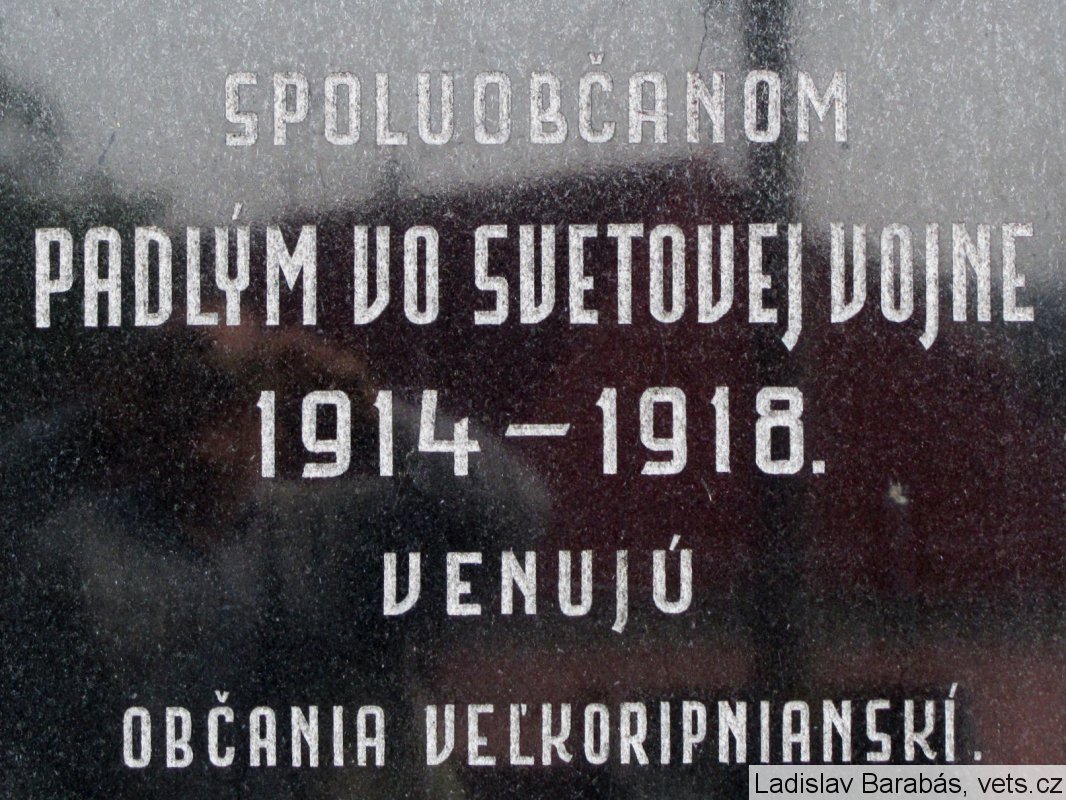 SPOLUOBČANOM
PADLÝM VO SVETOVEJ VOJNE
1914 – 1918.
VENUJÚ
OBČANIA VEĽKORIPNIANSKÍ.
Ladislav Barabás, vets.cz